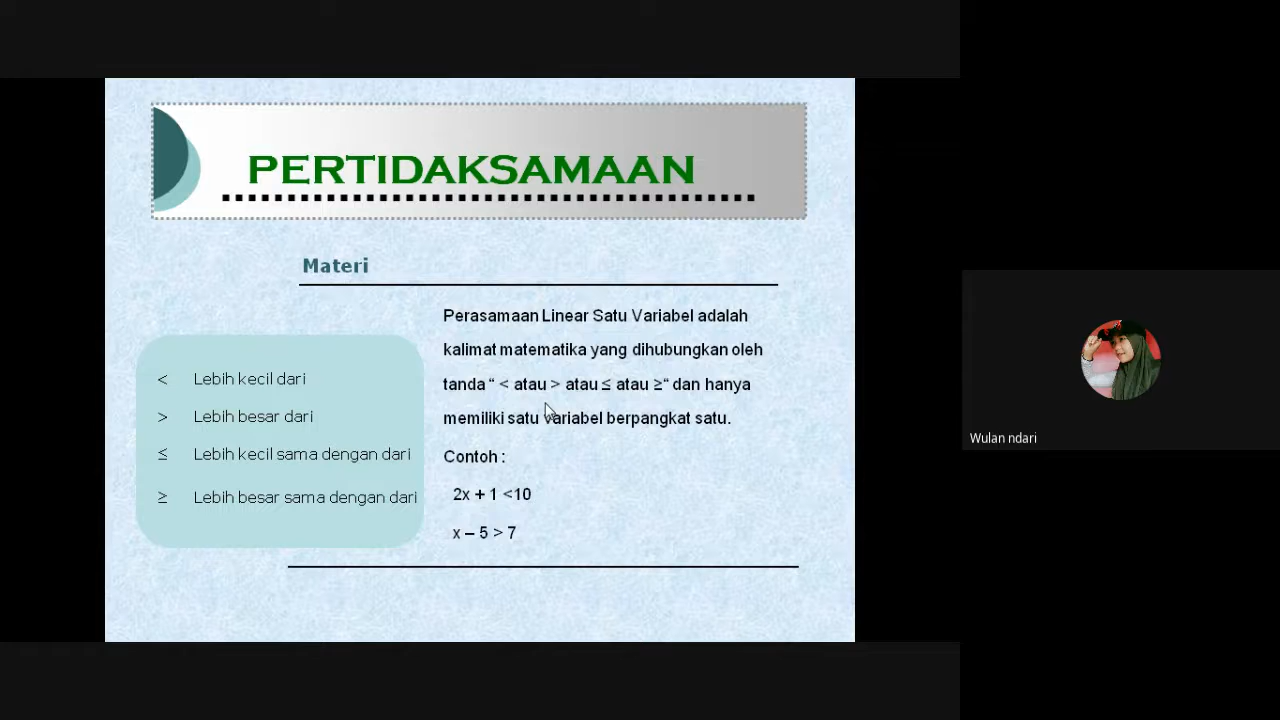 PERTIDAKSAMAAN
Materi
< Lebih kecil dari
> Lebih besar dari
≤ Lebih kecil sama dengan dari
≥ Lebih besar sama dengan dari
Perasamaan Linear Satu Variabel adalah
kalimat matematika yang dihubungkan oleh
tanda “ < atau > atau ≤ atau ≥“ dan hanya
memiliki satu variabel berpangkat satu.
Contoh :
2x + 1 <10
x – 5 > 7
Wulan ndari